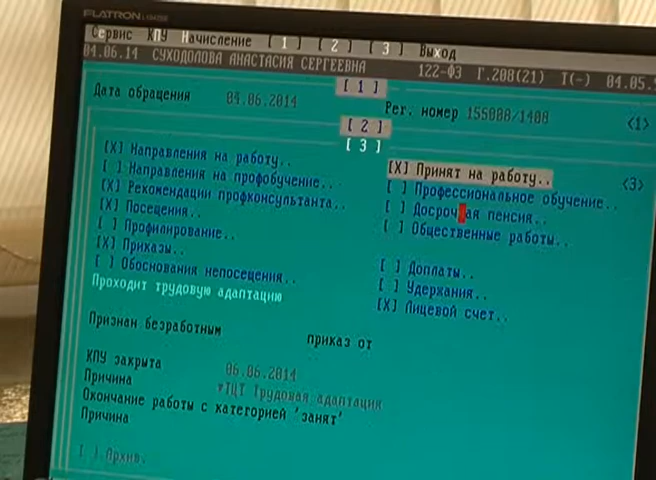 FLATRON
Сервис КПУ Начисление [ 1 ] [ 2 ] [ 3 ] Выход
04.06.14 СУХОДОЛОВА АНАСТАСИЯ СЕРГЕЕВНА 122-ФЗ Г.208(21) Т(-) 04.05.
[ 1 ]
Дата обращения 04.06.2014 Рег. номер 155008/1408 <1>
[ 2 ]
[ 3 ]
[X] Направления на работу.. [X] Принят на работу.. <3>
[ ] Направления на профобучение.. [ ] Профессиональное обучение..
[X] Рекомендации профконсультанта.. [ ] Досрочная пенсия..
[X] Посещения.. [ ] Общественные работы..
[ ] Профилирование..
[X] Приказы.. [ ] Доплаты..
[ ] Обоснования непосещения.. [ ] Удержания..
Проходит трудовую адаптацию [X] Лицевой счет..
Признан безработным приказ от
КПУ закрыта 06.06.2014
Причина *ТЦТ Трудовая адаптация
Окончание работы с категорией 'занят'
Причина
[ ] Архив.